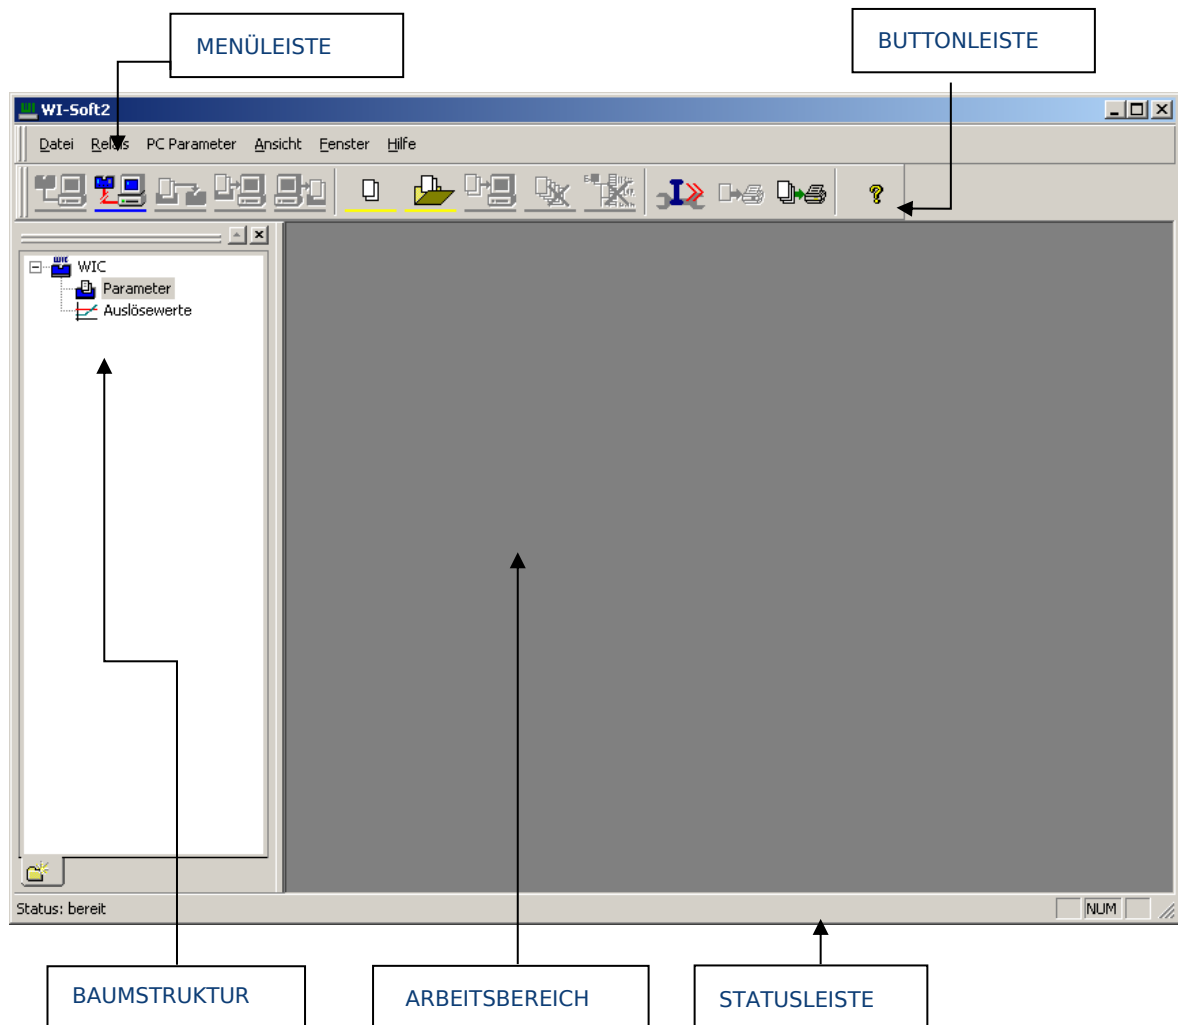 MENÜLEISTE
BUTTONLEISTE
WI-Soft2
Datei Relais PC Parameter Ansicht Fenster Hilfe
WIC
Parameter
Auslösewerte
Status: bereit
NUM
BAUMSTRUKTUR
ARBEITSBEREICH
STATUSLEISTE